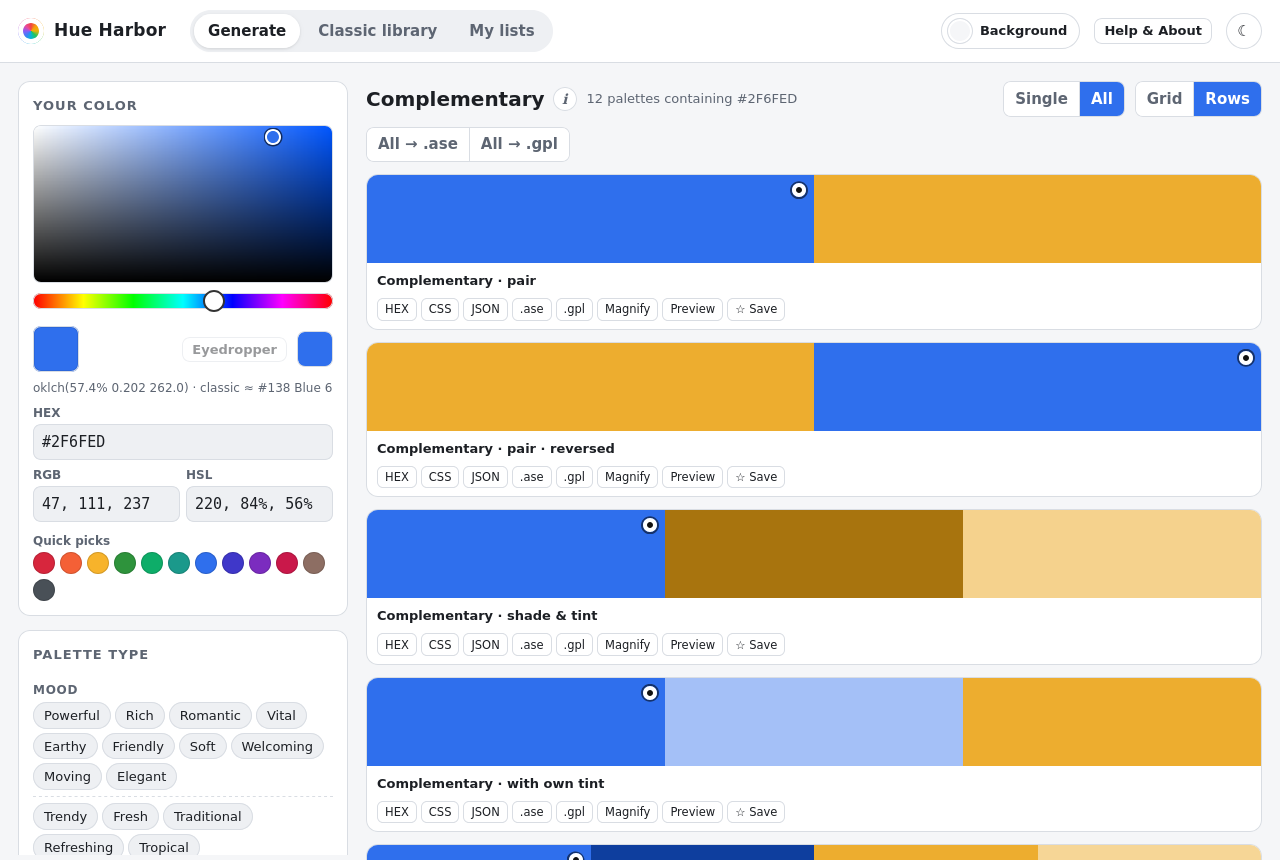 Hue Harbor
Generate
Classic library
My lists
Background
Help & About
☾
YOUR COLOR
Eyedropper
oklch(57.4% 0.202 262.0) · classic ≈ #138 Blue 6
HEX
#2F6FED
RGB
HSL
47, 111, 237
220, 84%, 56%
Quick picks
PALETTE TYPE
MOOD
Powerful
Rich
Romantic
Vital
Earthy
Friendly
Soft
Welcoming
Moving
Elegant
Trendy
Fresh
Traditional
Refreshing
Tropical
Complementary
i
12 palettes containing #2F6FED
Single
All
Grid
Rows
All → .ase
All → .gpl
Complementary · pair
HEX
CSS
JSON
.ase
.gpl
Magnify
Preview
☆ Save
Complementary · pair · reversed
HEX
CSS
JSON
.ase
.gpl
Magnify
Preview
☆ Save
Complementary · shade & tint
HEX
CSS
JSON
.ase
.gpl
Magnify
Preview
☆ Save
Complementary · with own tint
HEX
CSS
JSON
.ase
.gpl
Magnify
Preview
☆ Save